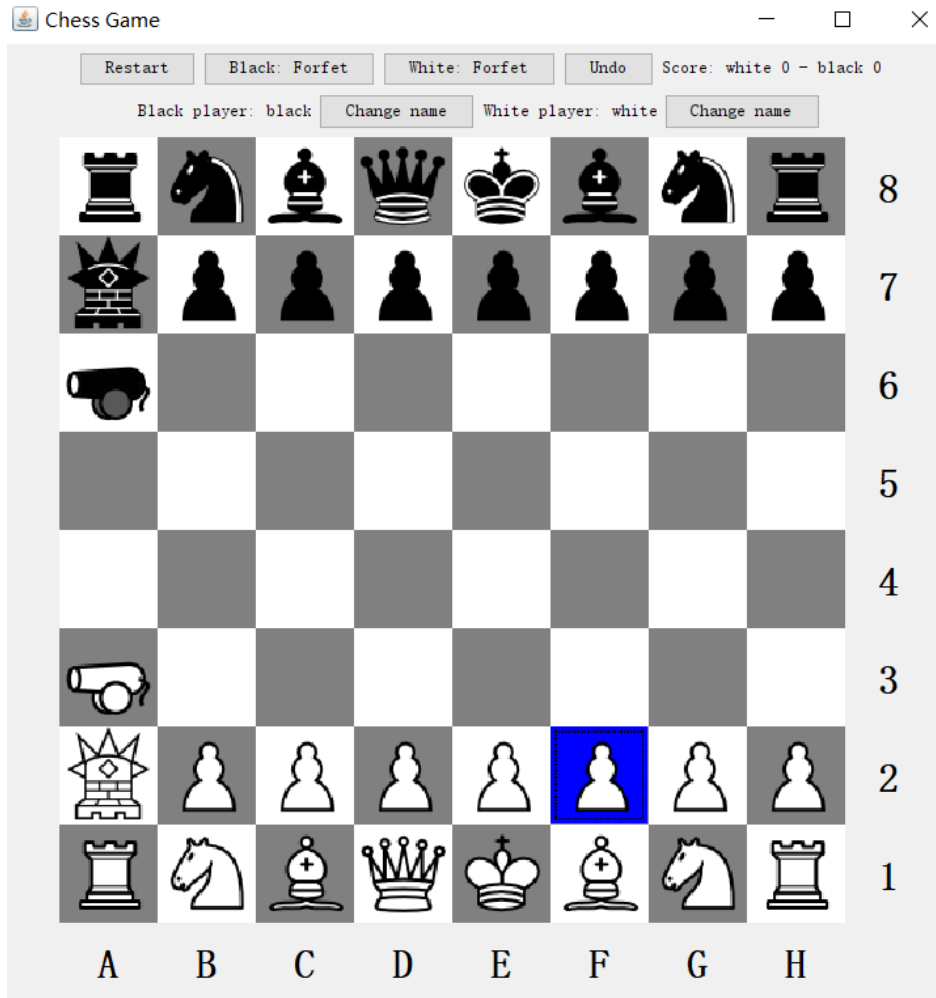 Chess Game
Restart Black: Forfet White: Forfet Undo Score: white 0 - black 0
Black player: black Change name White player: white Change name
8
7
6
5
4
3
2
1
A B C D E F G H